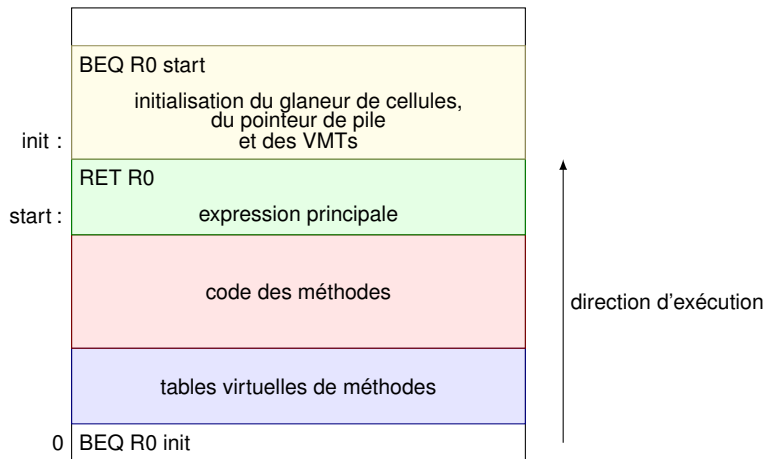 BEQ R0 start
initialisation du glaneur de cellules,
du pointeur de pile
init : et des VMTs
RET R0
start : expression principale
code des méthodes
direction d'exécution
tables virtuelles de méthodes
0 BEQ R0 init